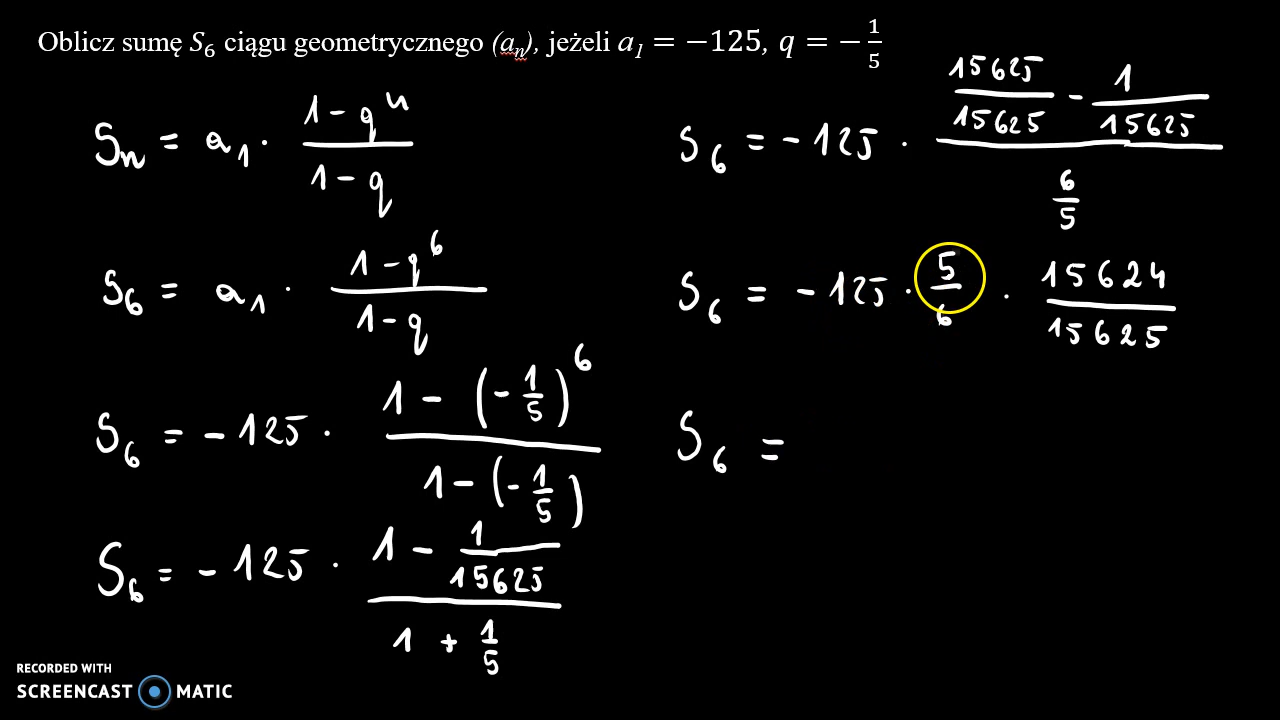 Oblicz sumę S₆ ciągu geometrycznego (aₙ), jeżeli a₁ = −125, q = −1/5
Sₙ = a₁ · (1 − qⁿ)/(1 − q)
S₆ = a₁ · (1 − q⁶)/(1 − q)
S₆ = −125 · (1 − (−1/5)⁶)/(1 − (−1/5))
S₆ = −125 · (1 − 1/15625)/(1 + 1/5)
S₆ = −125 · (15625/15625 − 1/15625)/(6/5)
S₆ = −125 · 5/6 · 15624/15625
S₆ =
RECORDED WITH
SCREENCAST MATIC